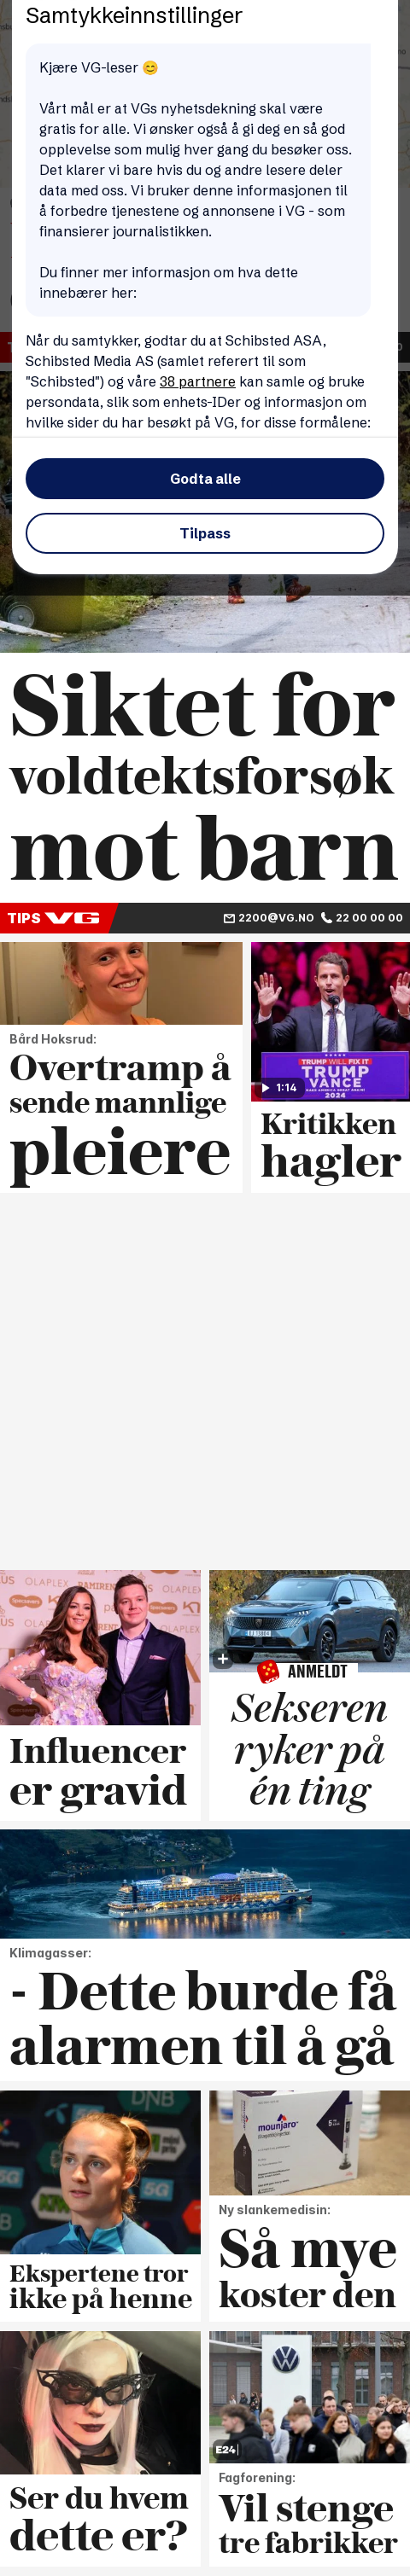 Samtykkeinnstillinger
Kjære VG-leser 😊
Vårt mål er at VGs nyhetsdekning skal være
gratis for alle. Vi ønsker også å gi deg en så god
opplevelse som mulig hver gang du besøker oss.
Det klarer vi bare hvis du og andre lesere deler
data med oss. Vi bruker denne informasjonen til
å forbedre tjenestene og annonsene i VG - som
finansierer journalistikken.
Du finner mer informasjon om hva dette
innebærer her:
Når du samtykker, godtar du at Schibsted ASA,
Schibsted Media AS (samlet referert til som
"Schibsted") og våre 38 partnere kan samle og bruke
persondata, slik som enhets-IDer og informasjon om
hvilke sider du har besøkt på VG, for disse formålene:
Godta alle
Tilpass
Siktet for
voldtektsforsøk
mot barn
TIPS VG 2200@VG.NO 22 00 00 00
Bård Hoksrud:
Overtramp å
sende mannlige
pleiere
TRUMP WILL FIX IT
TRUMP
VANCE
2024
1:14
Kritikken
hagler
OLAPLEX
Influencer
er gravid
ANMELDT
Sekseren
ryker på
én ting
Klimagasser:
- Dette burde få
alarmen til å gå
DNB
5G
Ekspertene tror
ikke på henne
mounjaro
Ny slankemedisin:
Så mye
koster den
Ser du hvem
dette er?
E24
Fagforening:
Vil stenge
tre fabrikker